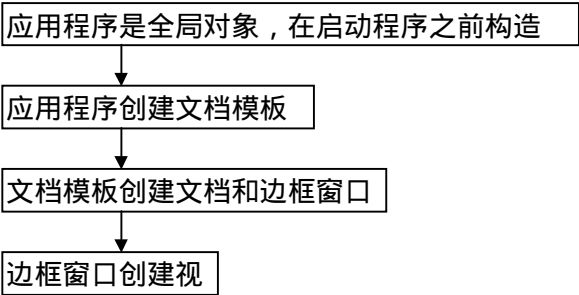 应用程序是全局对象，在启动程序之前构造
应用程序创建文档模板
文档模板创建文档和边框窗口
边框窗口创建视